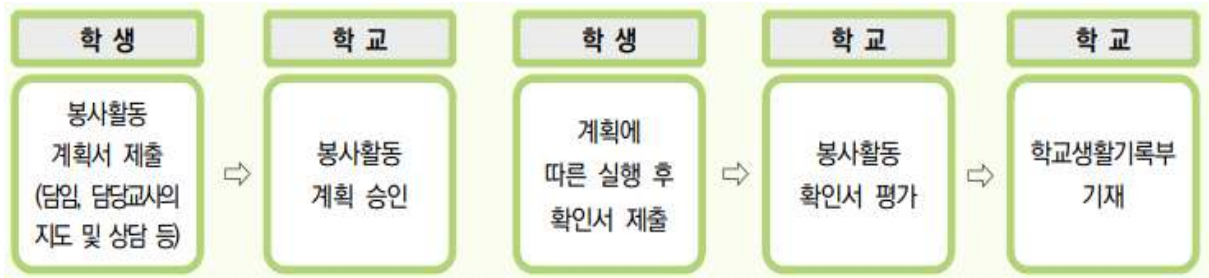 학 생
봉사활동
계획서 제출
(담임, 담당교사의
지도 및 상담 등)
⇨
학 교
봉사활동
계획 승인
학 생
계획에
따른 실행 후
확인서 제출
⇨
학 교
봉사활동
확인서 평가
⇨
학 교
학교생활기록부
기재